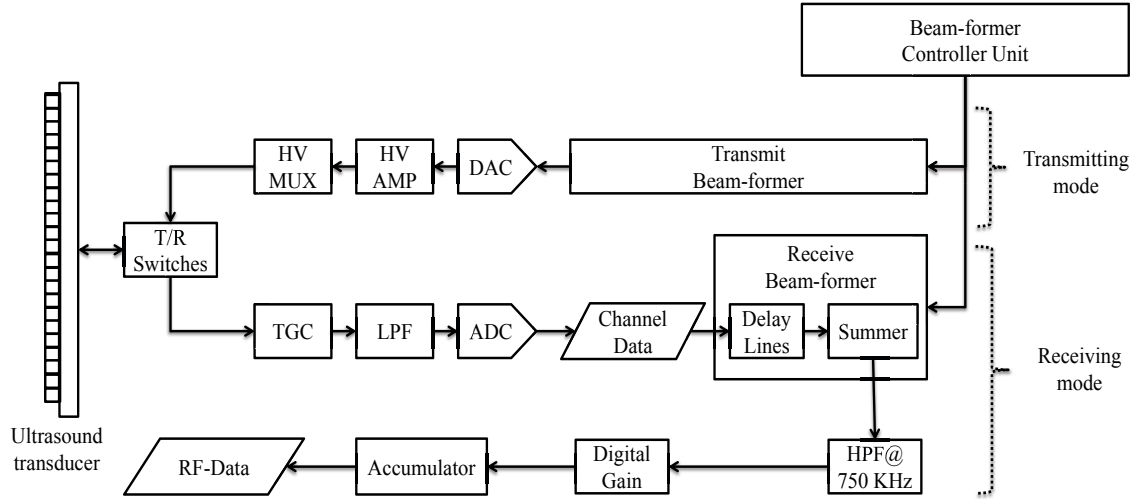 Beam-former
Controller Unit
HV
MUX
HV
AMP
DAC
Transmit
Beam-former
Transmitting
mode
T/R
Switches
Receive
Beam-former
TGC
LPF
ADC
Channel
Data
Delay
Lines
Summer
Receiving
mode
Ultrasound
transducer
RF-Data
Accumulator
Digital
Gain
HPF@
750 KHz